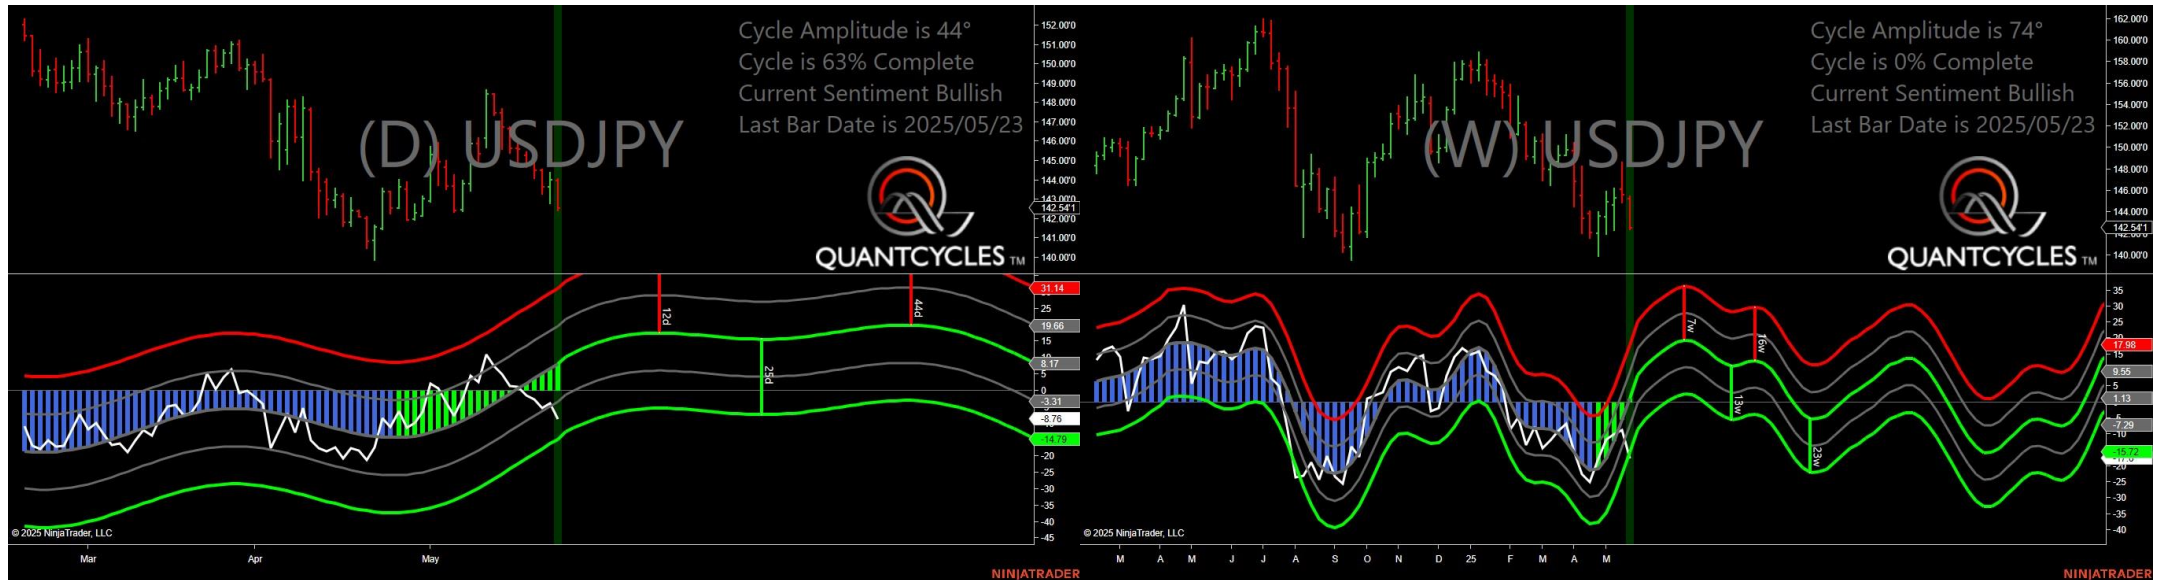 Cycle Amplitude is 44°
Cycle is 63% Complete
Current Sentiment Bullish
Last Bar Date is 2025/05/23
(D) USDJPY
QUANTCYCLES TM
152.00'0
151.00'0
150.00'0
149.00'0
148.00'0
147.00'0
146.00'0
145.00'0
144.00'0
143.00'0
142.54'1
142.00'0
141.00'0
140.00'0
12d
25d
44d
31.14
25
19.66
15
10
8.17
5
0
-3.31
-8.76
-14.79
-20
-25
-30
-35
-40
-45
© 2025 NinjaTrader, LLC
Mar
Apr
May
NINJATRADER
Cycle Amplitude is 74°
Cycle is 0% Complete
Current Sentiment Bullish
Last Bar Date is 2025/05/23
(W) USDJPY
QUANTCYCLES TM
162.00'0
160.00'0
158.00'0
156.00'0
154.00'0
152.00'0
150.00'0
148.00'0
146.00'0
144.00'0
142.54'1
140.00'0
7w
16w
13w
23w
35
30
25
20
17.98
15
9.55
5
1.13
-5
-7.29
-10
-15.72
-20
-25
-30
-35
-40
© 2025 NinjaTrader, LLC
M
A
M
J
J
A
S
O
N
D
25
F
M
A
M
NINJATRADER